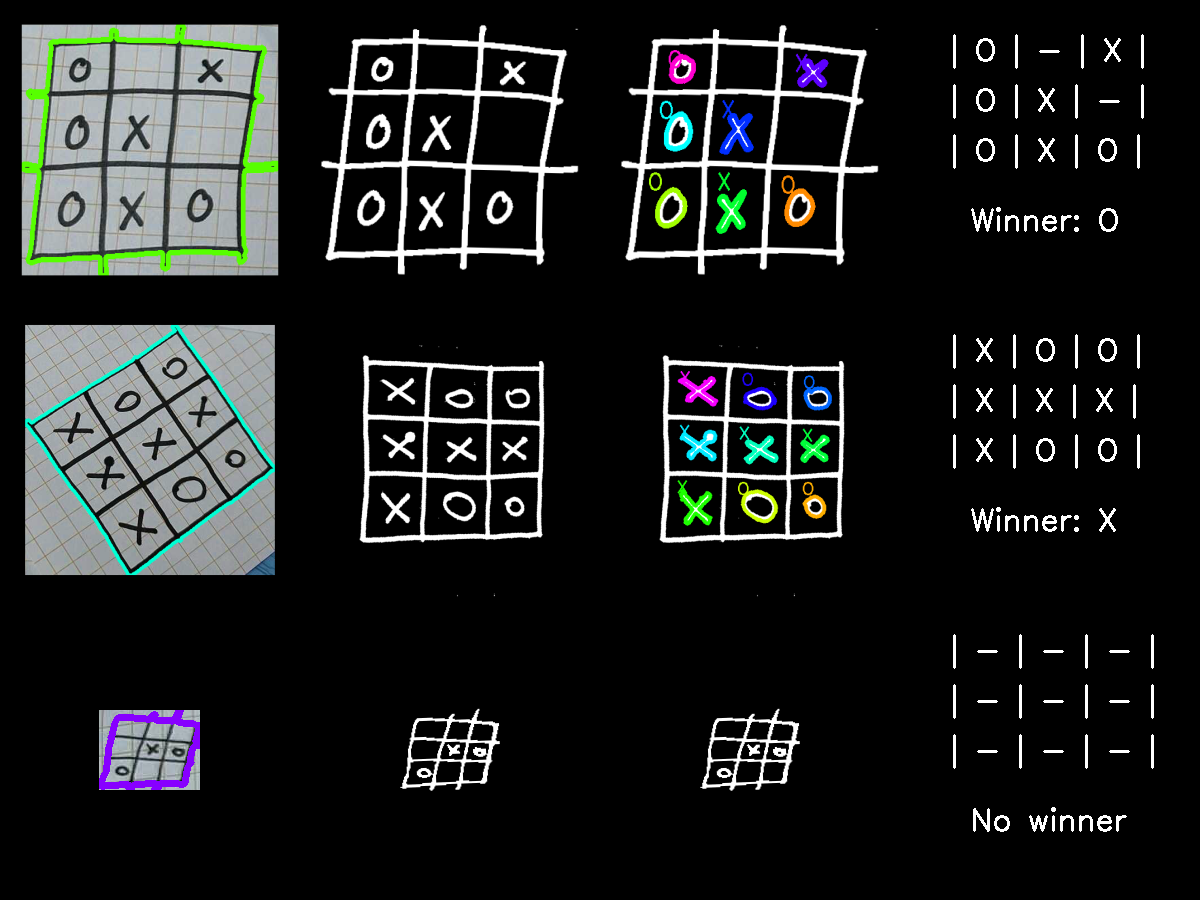 | O | – | X |
| O | X | – |
| O | X | O |
Winner: O
| X | O | O |
| X | X | X |
| X | O | O |
Winner: X
| – | – | – |
| – | – | – |
| – | – | – |
No winner
O X
O X
O X O
O X
O X
O X O
O X
O X
O X O
X O O
X X X
X O O
X O O
X X X
X O O
X O O
X X X
X O O
X O
O
X O
O
X O
O